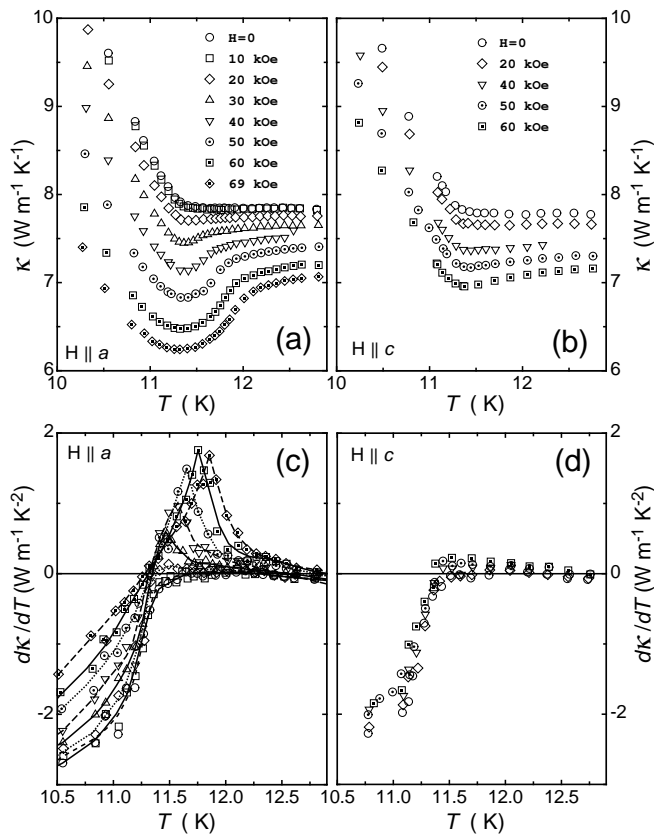 10
9
8
7
6
κ (W m-1 K-1)
H=0
10 kOe
20 kOe
30 kOe
40 kOe
50 kOe
60 kOe
69 kOe
(a)
H || a
10 11 12
T ( K)
H=0
20 kOe
40 kOe
50 kOe
60 kOe
(b)
H || c
10
9
8
7
6
κ (W m-1 K-1)
10 11 12
T ( K)
2
0
-2
dκ/dT (W m-1 K-2)
H || a
(c)
10.5 11.0 11.5 12.0 12.5
T ( K)
H || c
(d)
2
0
-2
dκ/dT (W m-1 K-2)
10.5 11.0 11.5 12.0 12.5
T ( K)